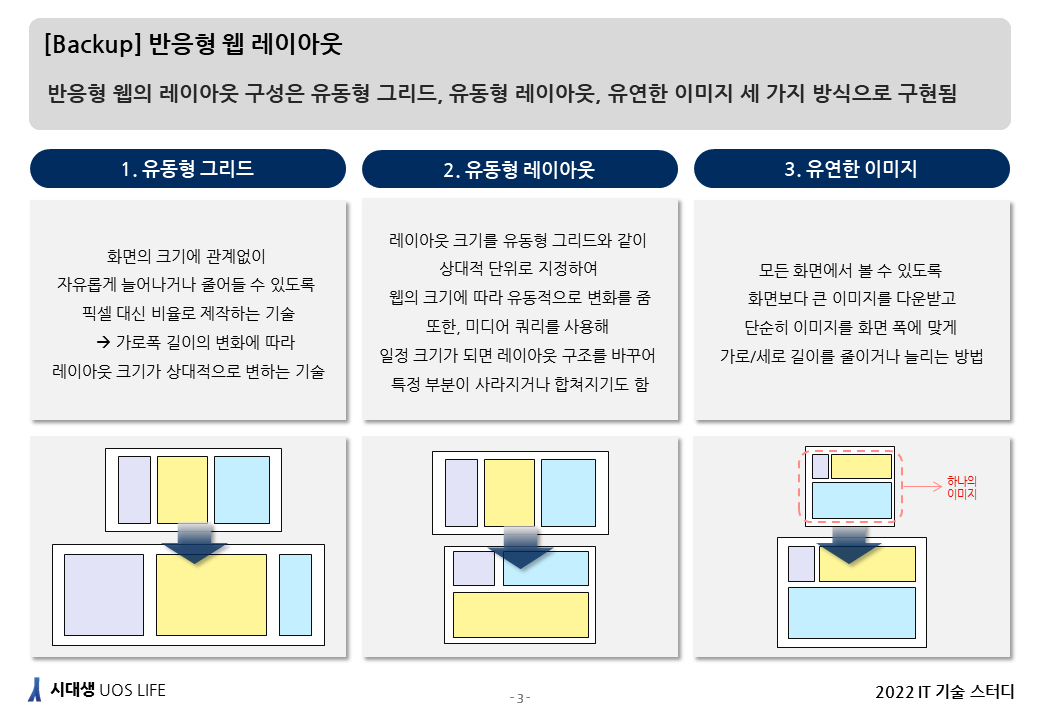 [Backup] 반응형 웹 레이아웃
반응형 웹의 레이아웃 구성은 유동형 그리드, 유동형 레이아웃, 유연한 이미지 세 가지 방식으로 구현됨
1. 유동형 그리드
화면의 크기에 관계없이
자유롭게 늘어나거나 줄어들 수 있도록
픽셀 대신 비율로 제작하는 기술
→ 가로폭 길이의 변화에 따라
레이아웃 크기가 상대적으로 변하는 기술
2. 유동형 레이아웃
레이아웃 크기를 유동형 그리드와 같이
상대적 단위로 지정하여
웹의 크기에 따라 유동적으로 변화를 줌
또한, 미디어 쿼리를 사용해
일정 크기가 되면 레이아웃 구조를 바꾸어
특정 부분이 사라지거나 합쳐지기도 함
3. 유연한 이미지
모든 화면에서 볼 수 있도록
화면보다 큰 이미지를 다운받고
단순히 이미지를 화면 폭에 맞게
가로/세로 길이를 줄이거나 늘리는 방법
하나의
이미지
시대생 UOS LIFE
- 3 -
2022 IT 기술 스터디